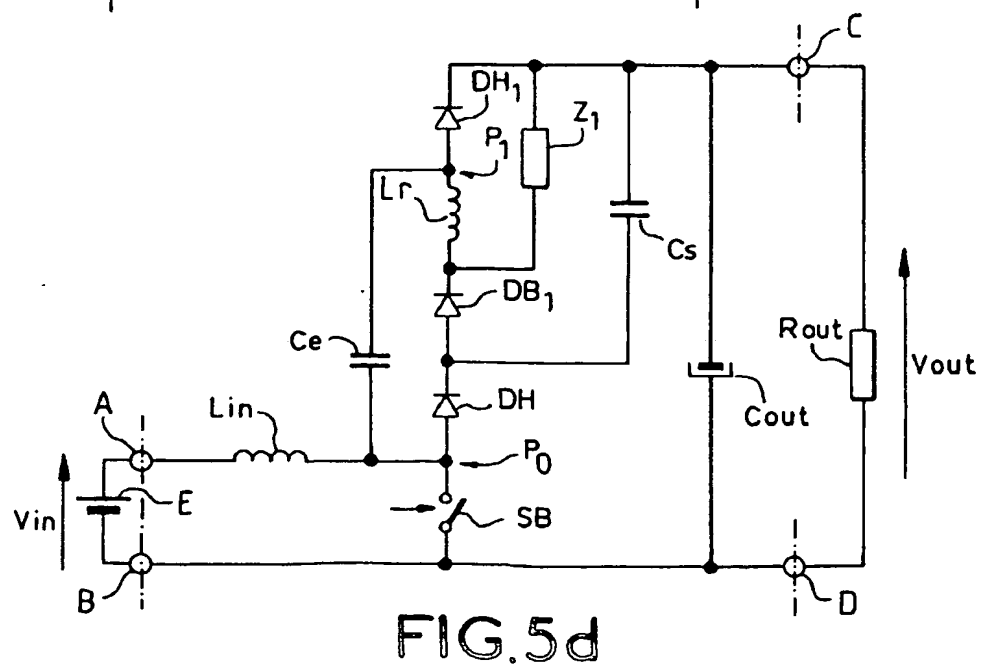 C
DH₁
Z₁
P₁
Lr
Cs
DB₁
Ce
Rout
Vout
A
Lin
DH
Cout
P₀
E
Vin
SB
B
D
FIG.5d